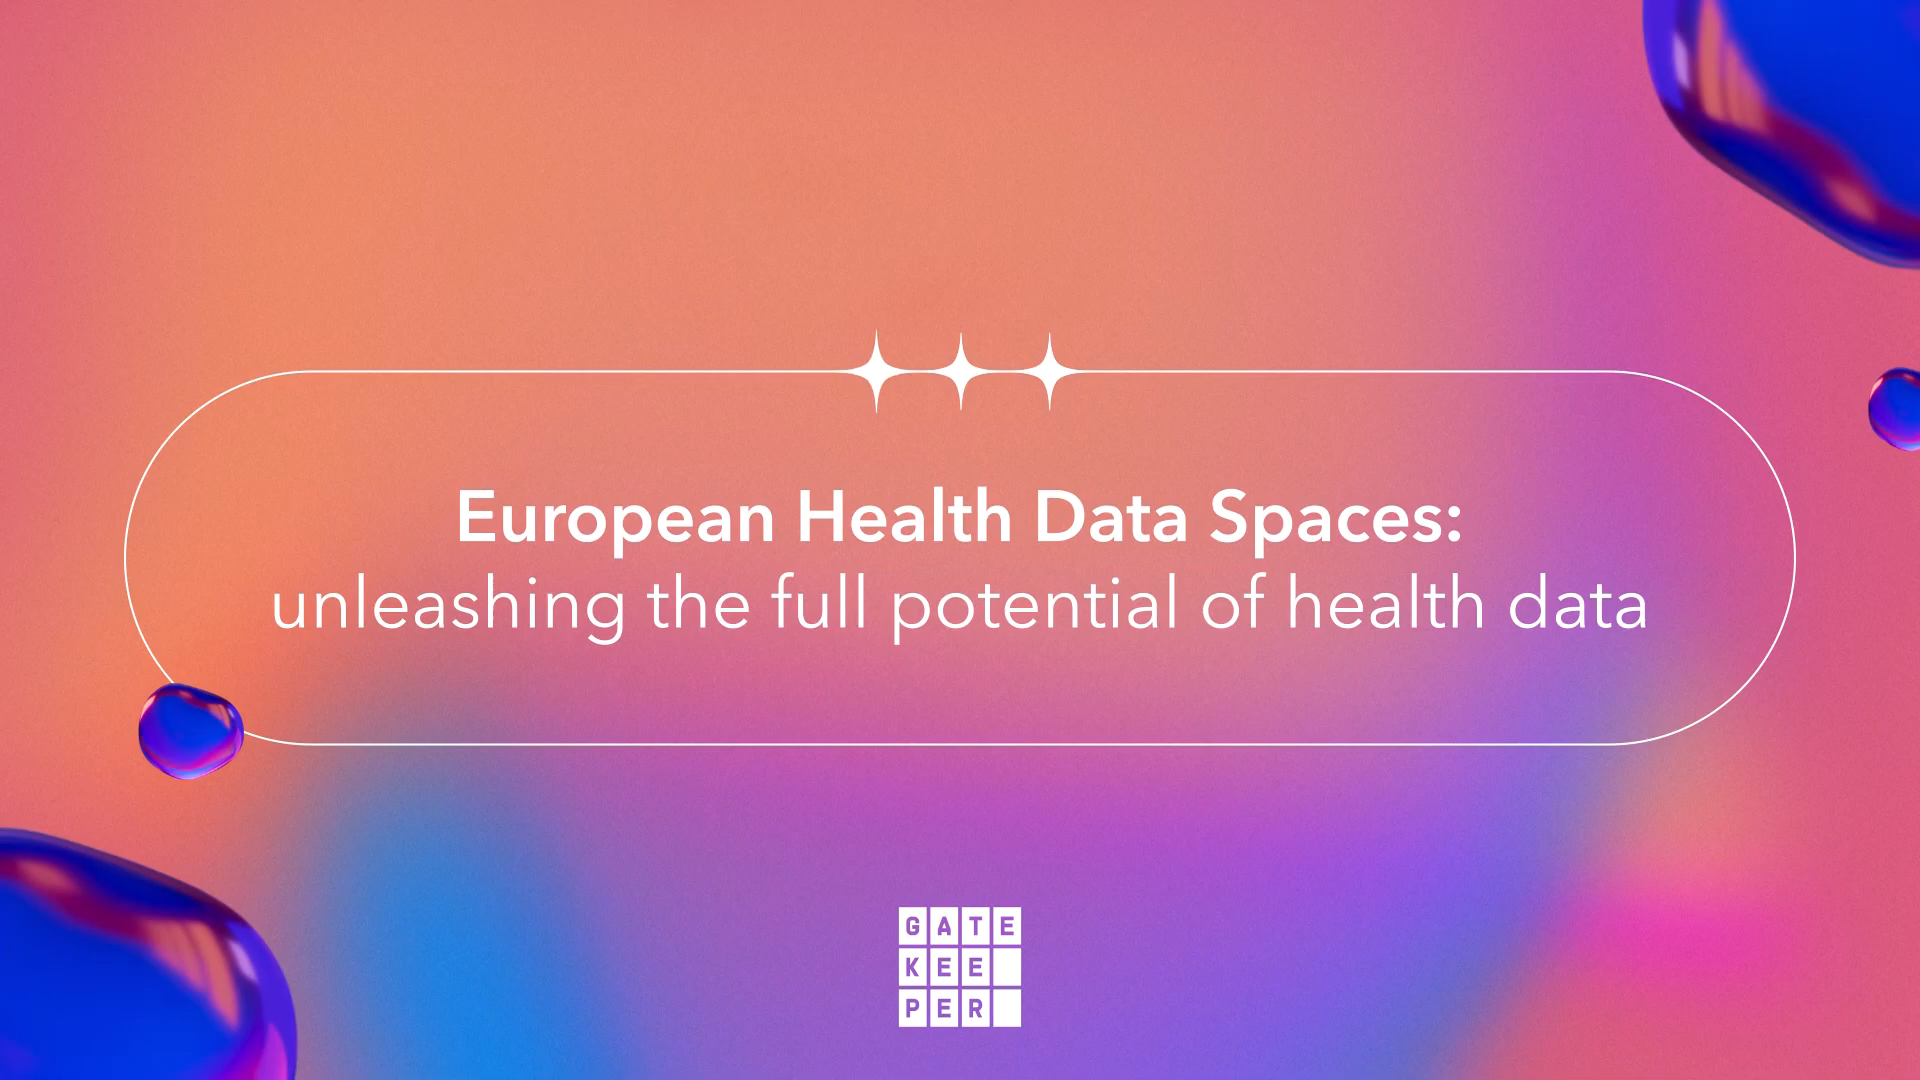 European Health Data Spaces:
unleashing the full potential of health data
GATE
KEE
PER